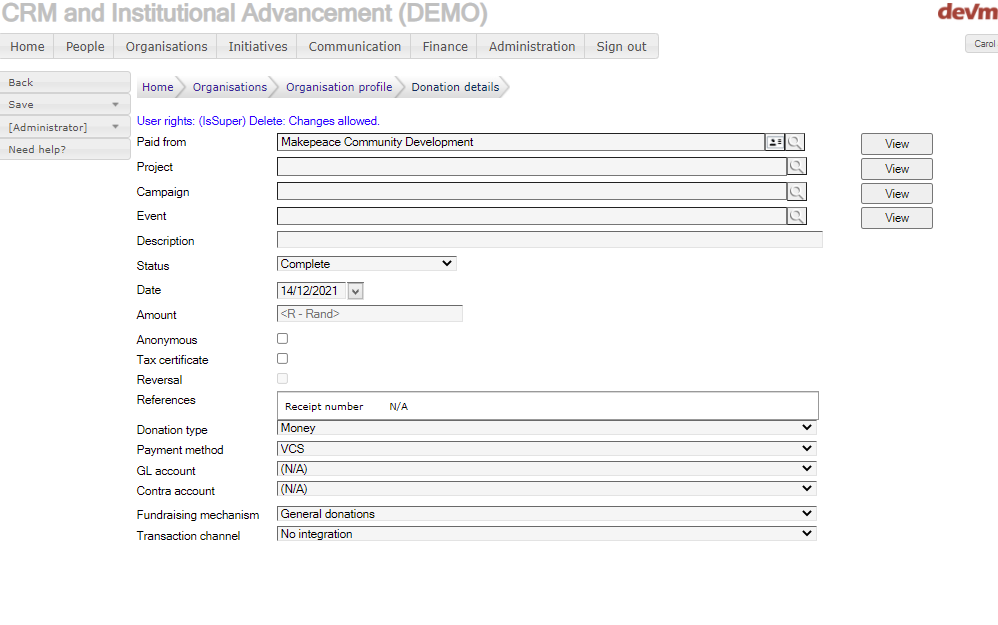 CRM and Institutional Advancement (DEMO)
devm
Home People Organisations Initiatives Communication Finance Administration Sign out
Carol
Back
Save
[Administrator]
Need help?
Home Organisations Organisation profile Donation details
User rights: (IsSuper) Delete: Changes allowed.
Paid from Makepeace Community Development View
Project View
Campaign View
Event View
Description
Status Complete
Date 14/12/2021
Amount <R - Rand>
Anonymous
Tax certificate
Reversal
References
Receipt number N/A
Donation type Money
Payment method VCS
GL account (N/A)
Contra account (N/A)
Fundraising mechanism General donations
Transaction channel No integration